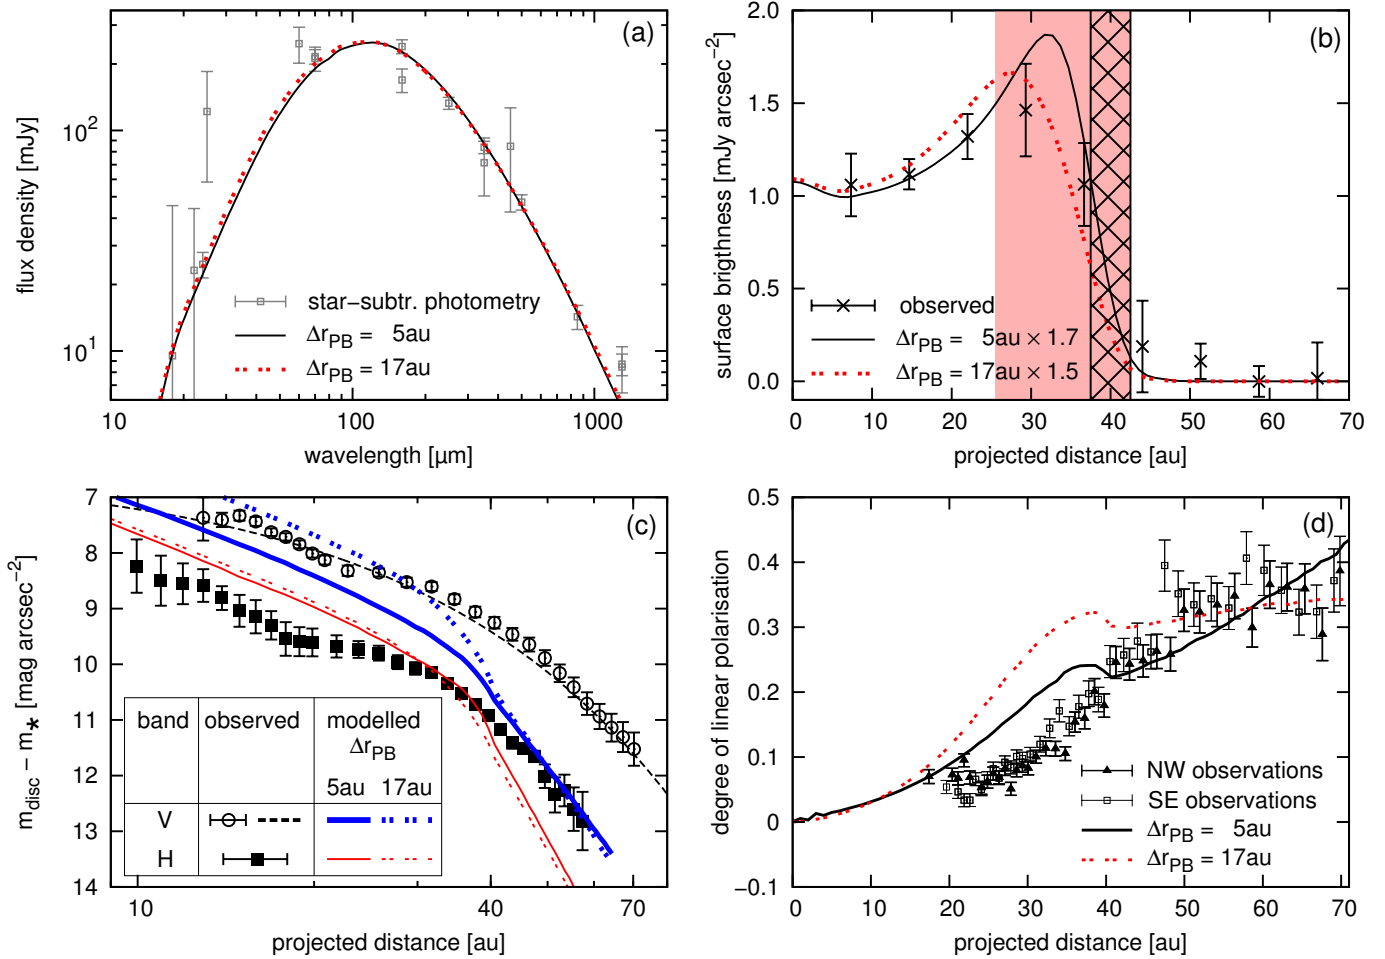 (a)
flux density [mJy]
10²
10¹
star−subtr. photometry
Δr_PB = 5au
Δr_PB = 17au
10 100 1000
wavelength [μm]
(b)
surface brigthness [mJy arcsec⁻²]
2.0
1.5
1.0
0.5
0.0
observed
Δr_PB = 5au × 1.7
Δr_PB = 17au × 1.5
0 10 20 30 40 50 60 70
projected distance [au]
(c)
m_disc − m_★ [mag arcsec⁻²]
7
8
9
10
11
12
13
14
band observed modelled
Δr_PB
5au 17au
V
H
10 40 70
projected distance [au]
(d)
degree of linear polarisation
0.5
0.4
0.3
0.2
0.1
0
−0.1
NW observations
SE observations
Δr_PB = 5au
Δr_PB = 17au
0 10 20 30 40 50 60 70
projected distance [au]